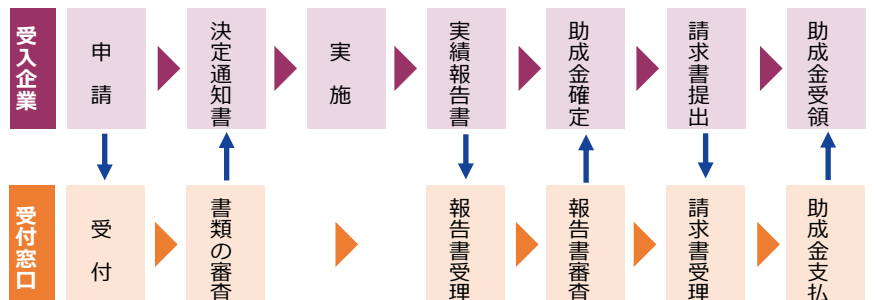 受入企業
申請
決定通知書
実施
実績報告書
助成金確定
請求書提出
助成金受領
受付窓口
受付
書類の審査
報告書受理
報告書審査
請求書受理
助成金支払